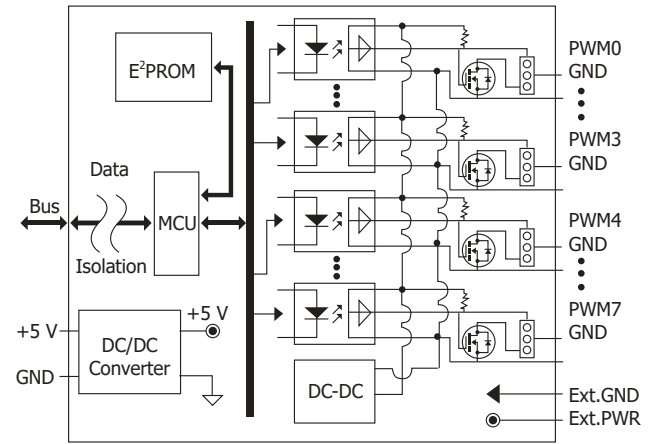 PWM0
GND
E²PROM
PWM3
GND
Data
Bus
MCU
Isolation
PWM4
GND
+5 V
+5 V
DC/DC
Converter
GND
PWM7
GND
DC-DC
Ext.GND
Ext.PWR